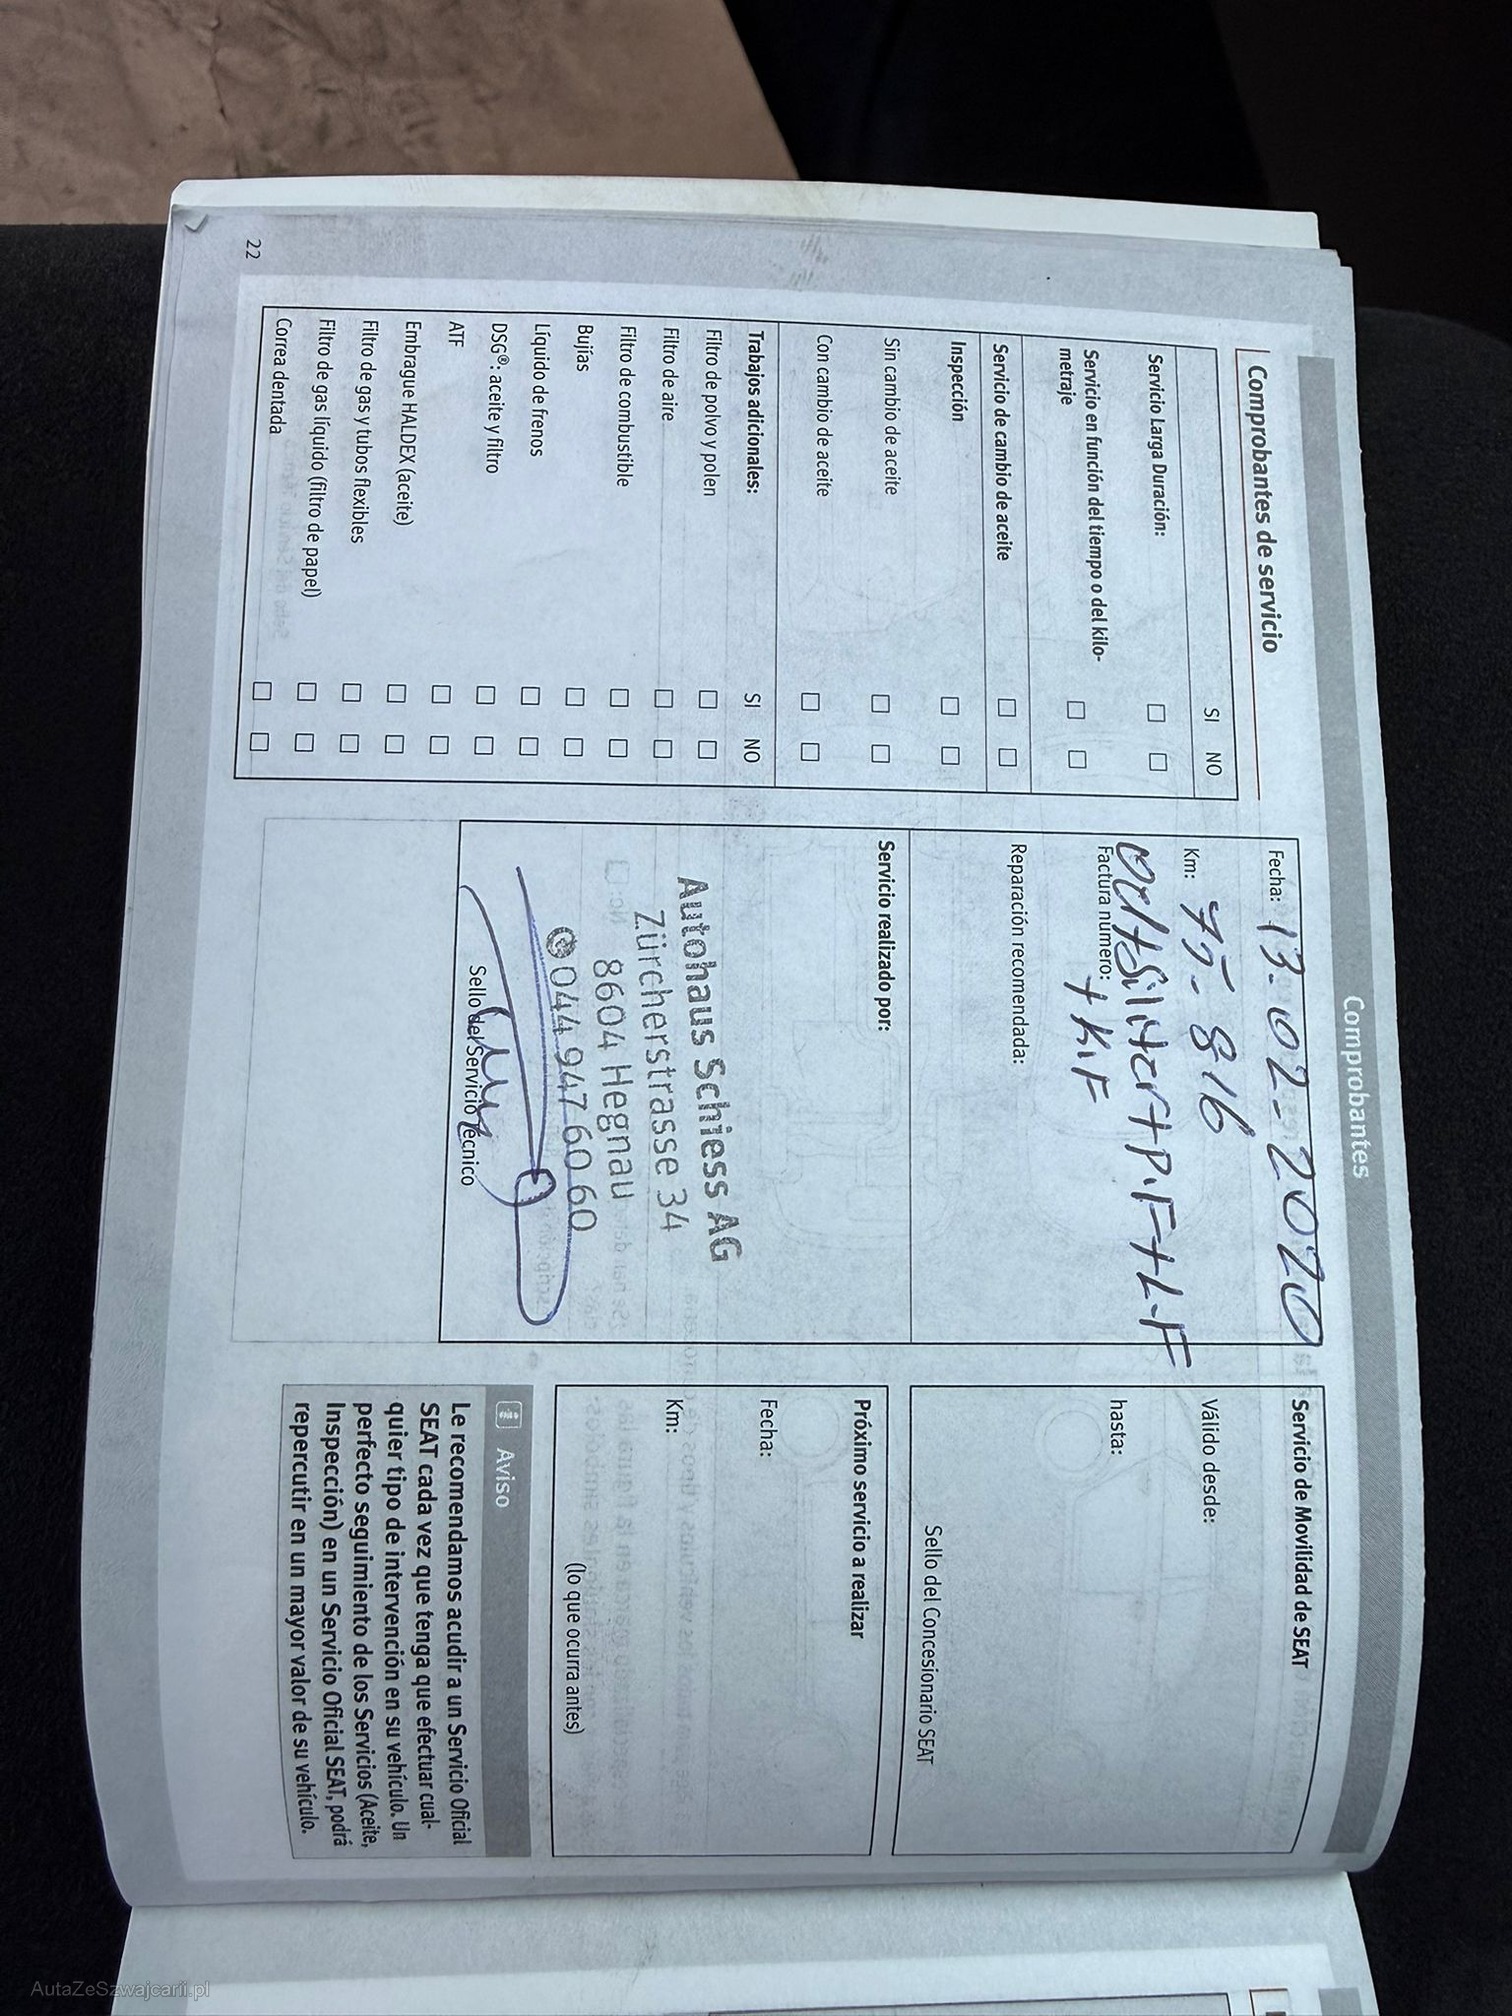 Comprobantes
Comprobantes de servicio
SI NO
Servicio Larga Duración:
Servicio en función del tiempo o del kilo-
metraje
Servicio de cambio de aceite
Inspección
Sin cambio de aceite
Con cambio de aceite
Trabajos adicionales: SI NO
Filtro de polvo y polen
Filtro de aire
Filtro de combustible
Bujías
Líquido de frenos
DSG®: aceite y filtro
ATF
Embrague HALDEX (aceite)
Filtro de gas y tubos flexibles
Filtro de gas líquido (filtro de papel)
Correa dentada
22
Fecha: 13.02.2020
Km: 75.816
+P.F+L.F
Factura número: +K.F
Reparación recomendada:
Servicio realizado por:
Autohaus Schiess AG
Zürcherstrasse 34
8604 Hegnau
044 947 60 60
Sello del Servicio Técnico
Servicio de Movilidad de SEAT
Válido desde:
hasta:
Sello del Concesionario SEAT
Próximo servicio a realizar
Fecha:
Km:
(lo que ocurra antes)
Aviso
Le recomendamos acudir a un Servicio Oficial
SEAT cada vez que tenga que efectuar cual-
quier tipo de intervención en su vehículo. Un
perfecto seguimiento de los Servicios (Aceite,
Inspección) en un Servicio Oficial SEAT, podrá
repercutir en un mayor valor de su vehículo.
AutaZeSzwajcarii.pl